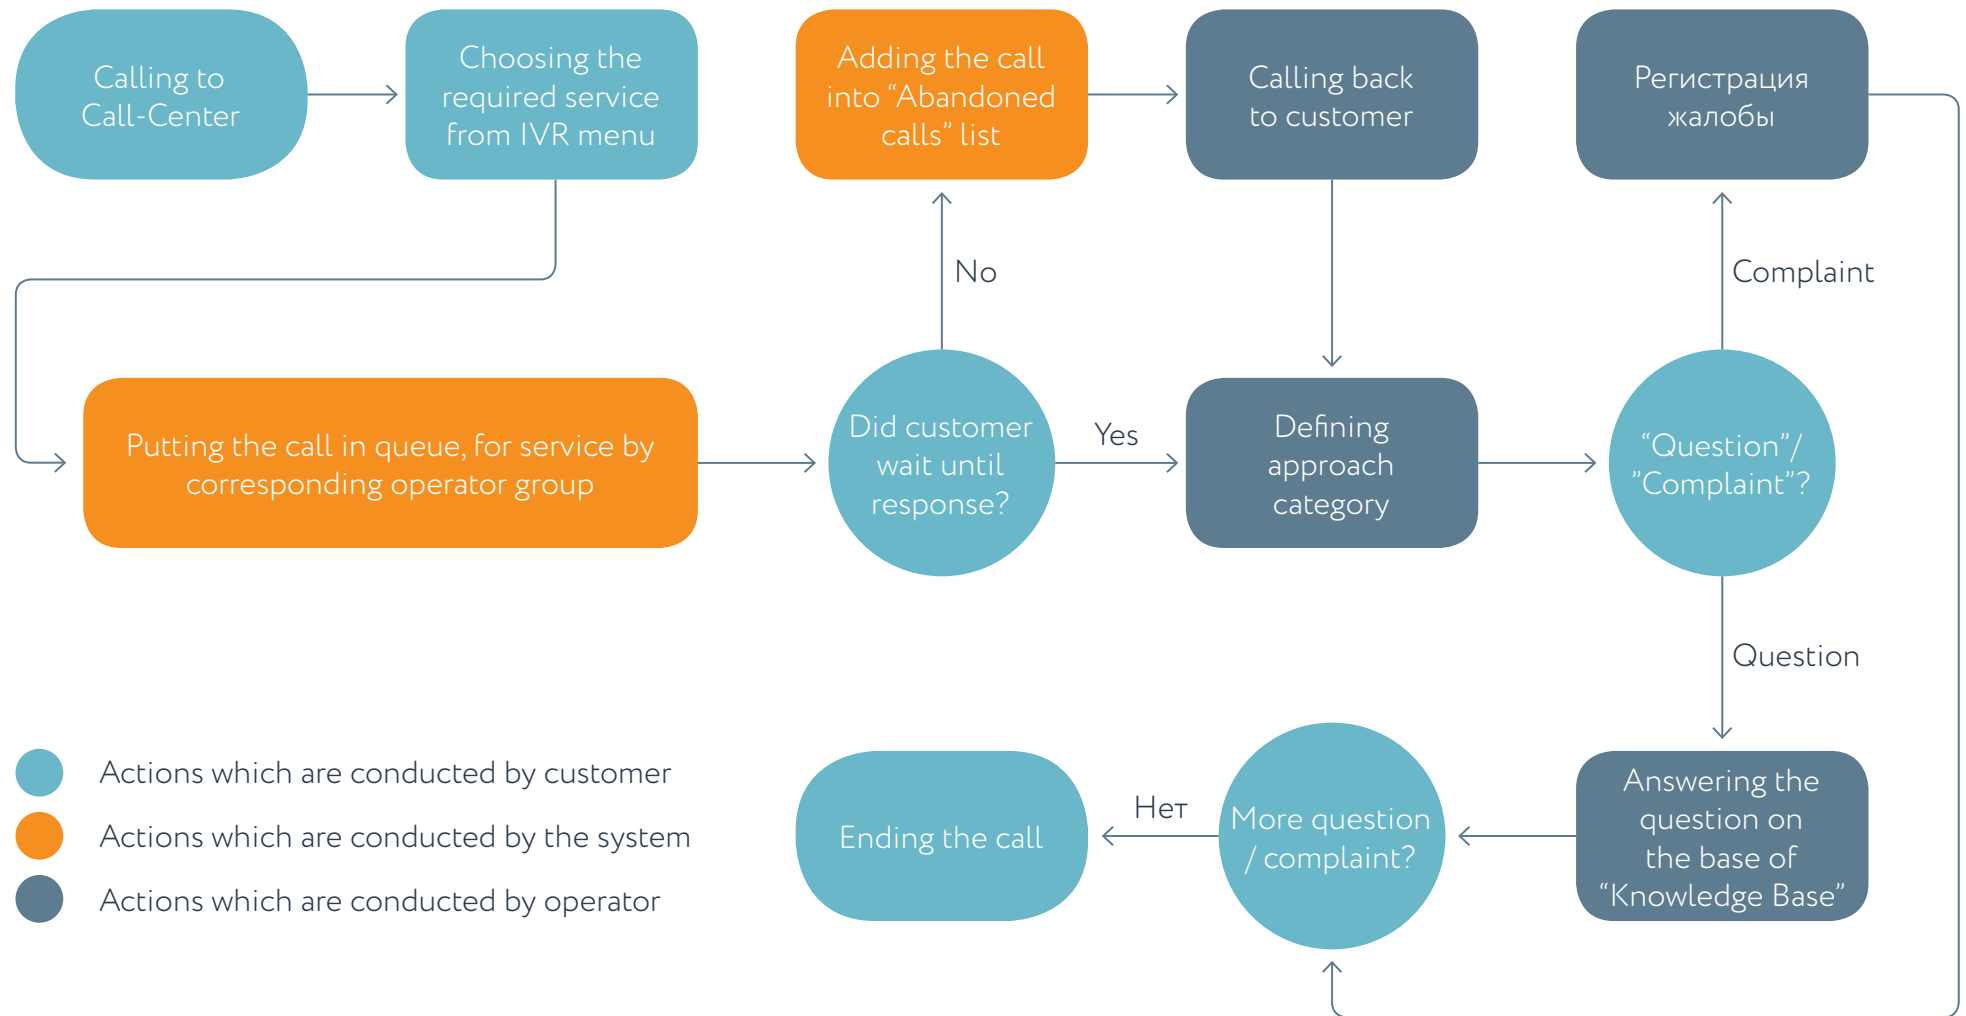 Calling to
Call-Center
Choosing the
required service
from IVR menu
Adding the call
into “Abandoned
calls” list
Calling back
to customer
Регистрация
жалобы
No
Complaint
Putting the call in queue, for service by
corresponding operator group
Did customer
wait until
response?
Yes
Defining
approach
category
“Question”/
”Complaint”?
Question
Actions which are conducted by customer
Actions which are conducted by the system
Actions which are conducted by operator
Ending the call
Нет
More question
/ complaint?
Answering the
question on
the base of
“Knowledge Base”